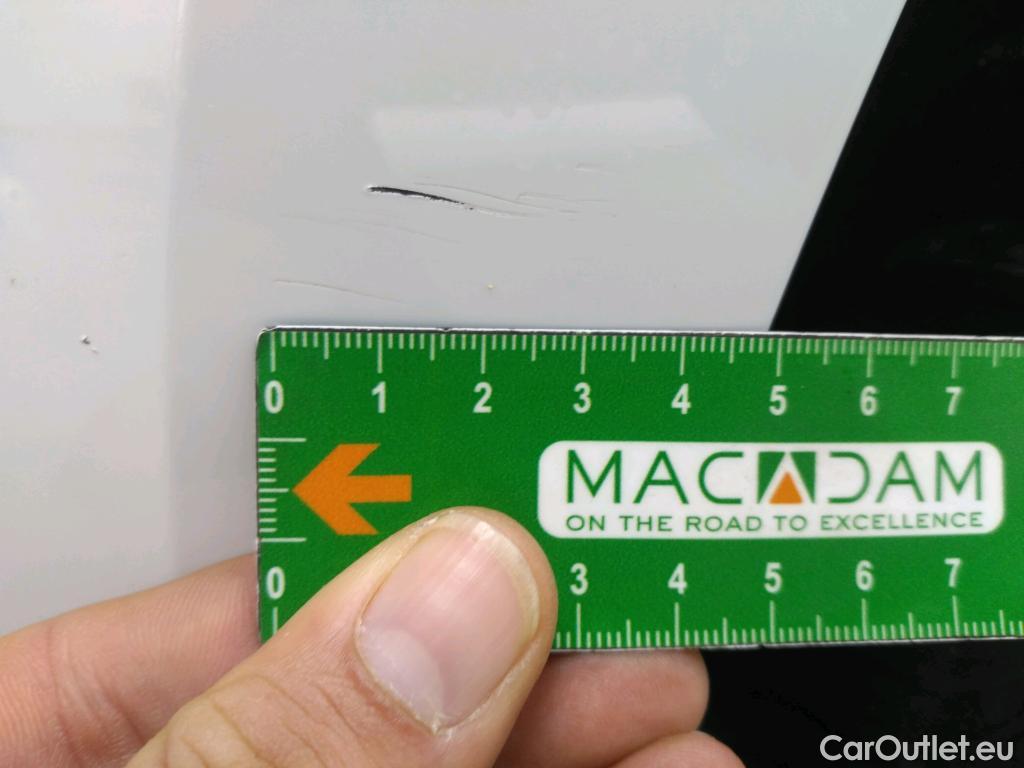 0 1 2 3 4 5 6 7
MACADAM
ON THE ROAD TO EXCELLENCE
0 3 4 5 6 7
CarOutlet.eu